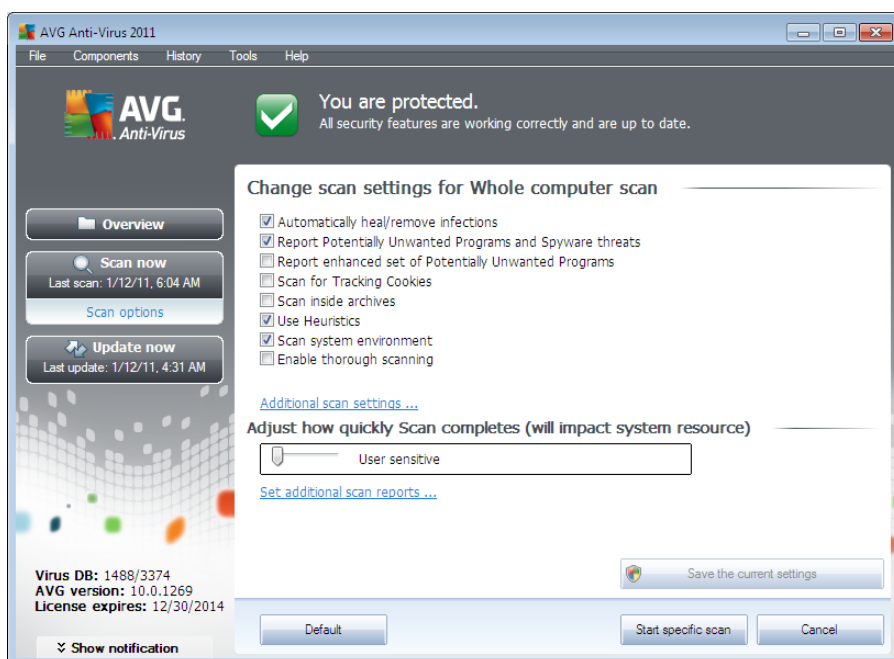 AVG Anti-Virus 2011
File Components History Tools Help
AVG.
Anti-Virus
You are protected.
All security features are working correctly and are up to date.
Overview
Scan now
Last scan: 1/12/11, 6:04 AM
Scan options
Update now
Last update: 1/12/11, 4:31 AM
Virus DB: 1488/3374
AVG version: 10.0.1269
License expires: 12/30/2014
Show notification
Change scan settings for Whole computer scan
Automatically heal/remove infections
Report Potentially Unwanted Programs and Spyware threats
Report enhanced set of Potentially Unwanted Programs
Scan for Tracking Cookies
Scan inside archives
Use Heuristics
Scan system environment
Enable thorough scanning
Additional scan settings ...
Adjust how quickly Scan completes (will impact system resource)
User sensitive
Set additional scan reports ...
Save the current settings
Default
Start specific scan
Cancel